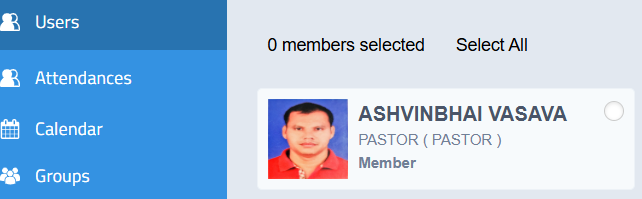 Users
Attendances
Calendar
Groups
0 members selected Select All
ASHVINBHAI VASAVA
PASTOR ( PASTOR )
Member